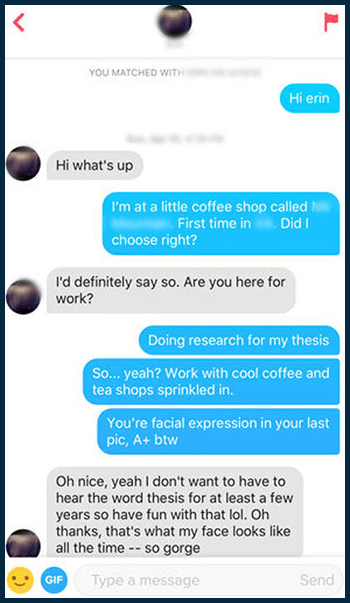 YOU MATCHED WITH
Hi erin
Hi what's up
I'm at a little coffee shop called
First time in
Did I
choose right?
I'd definitely say so. Are you here for
work?
Doing research for my thesis
So... yeah? Work with cool coffee and
tea shops sprinkled in.
You're facial expression in your last
pic, A+ btw
Oh nice, yeah I don't want to have to
hear the word thesis for at least a few
years so have fun with that lol. Oh
thanks, that's what my face looks like
all the time -- so gorge
GIF
Type a message
Send